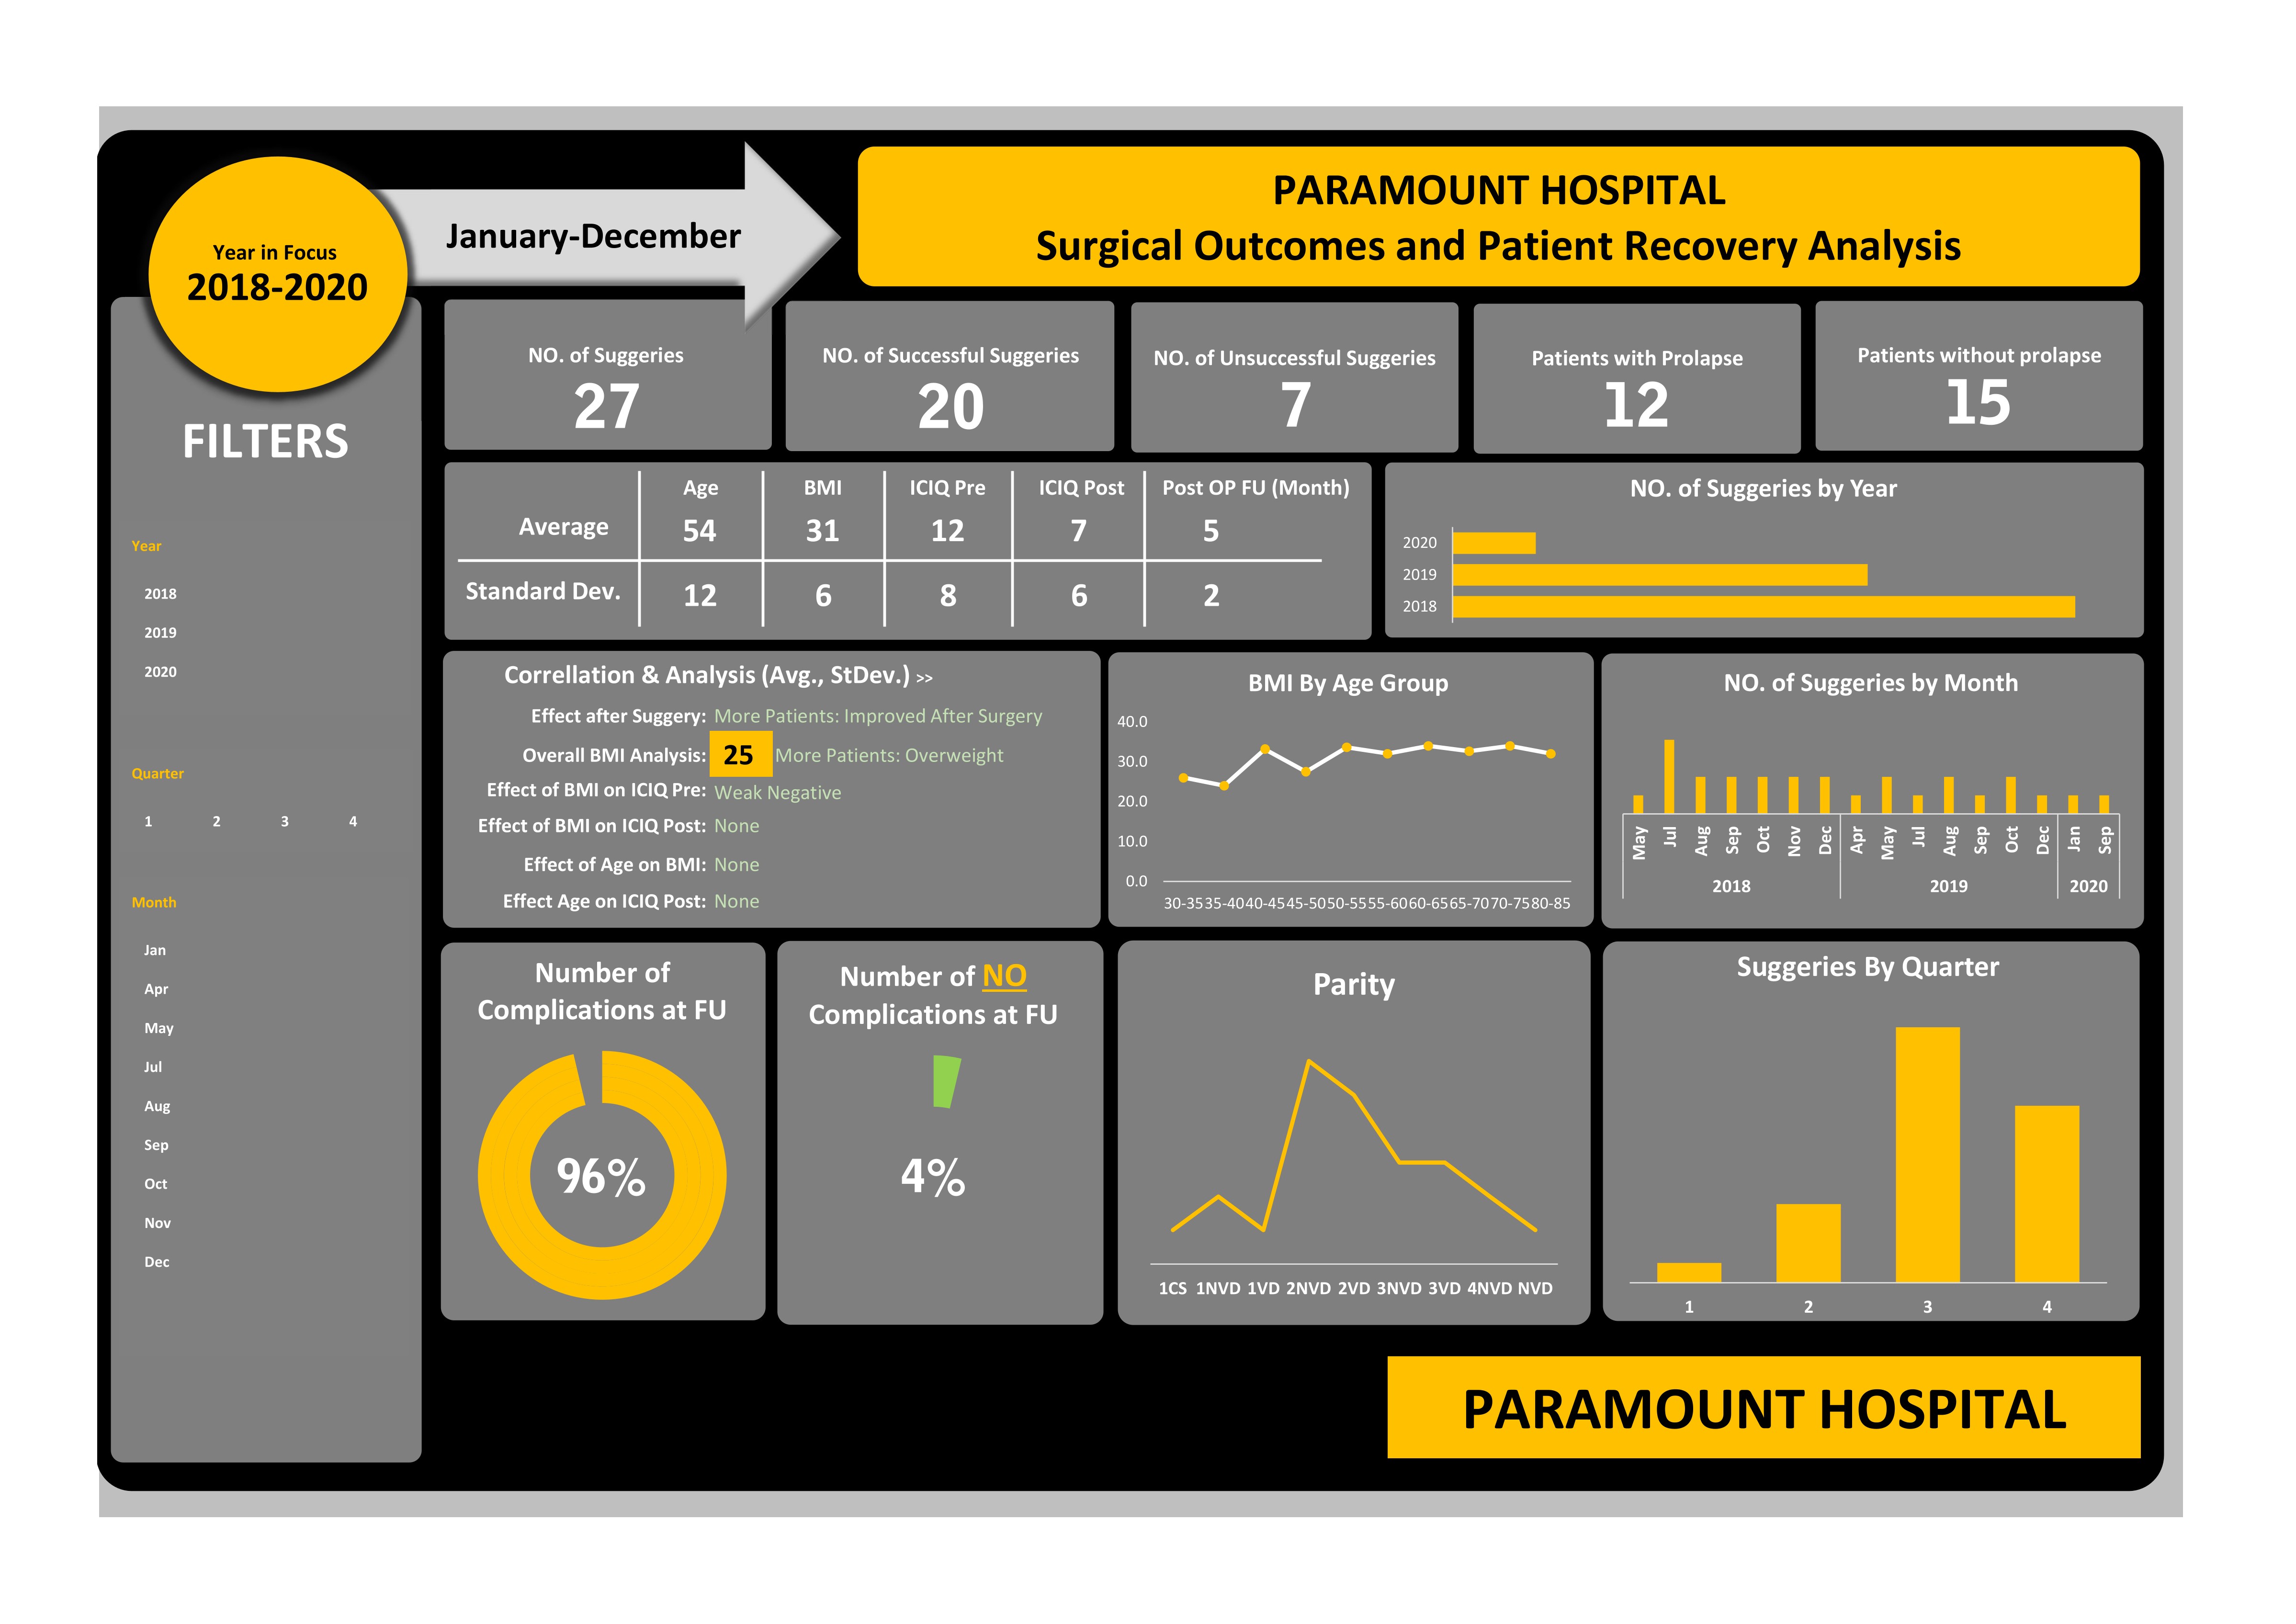 Year in Focus
2018-2020
January-December
PARAMOUNT HOSPITAL
Surgical Outcomes and Patient Recovery Analysis
FILTERS
Year
2018
2019
2020
Quarter
1 2 3 4
Month
Jan
Apr
May
Jul
Aug
Sep
Oct
Nov
Dec
NO. of Suggeries
27
NO. of Successful Suggeries
20
NO. of Unsuccessful Suggeries
7
Patients with Prolapse
12
Patients without prolapse
15
Age BMI ICIQ Pre ICIQ Post Post OP FU (Month)
Average 54 31 12 7 5
Standard Dev. 12 6 8 6 2
NO. of Suggeries by Year
2020
2019
2018
Correllation & Analysis (Avg., StDev.) >>
Effect after Suggery: More Patients: Improved After Surgery
Overall BMI Analysis: 25 More Patients: Overweight
Effect of BMI on ICIQ Pre: Weak Negative
Effect of BMI on ICIQ Post: None
Effect of Age on BMI: None
Effect Age on ICIQ Post: None
BMI By Age Group
40.0
30.0
20.0
10.0
0.0
30-35 35-40 40-45 45-50 50-55 55-60 60-65 65-70 70-75 80-85
NO. of Suggeries by Month
May Jul Aug Sep Oct Nov Dec Apr May Jul Aug Sep Oct Dec Jan Sep
2018 2019 2020
Number of
Complications at FU
96%
Number of NO
Complications at FU
4%
Parity
1CS 1NVD 1VD 2NVD 2VD 3NVD 3VD 4NVD NVD
Suggeries By Quarter
1 2 3 4
PARAMOUNT HOSPITAL